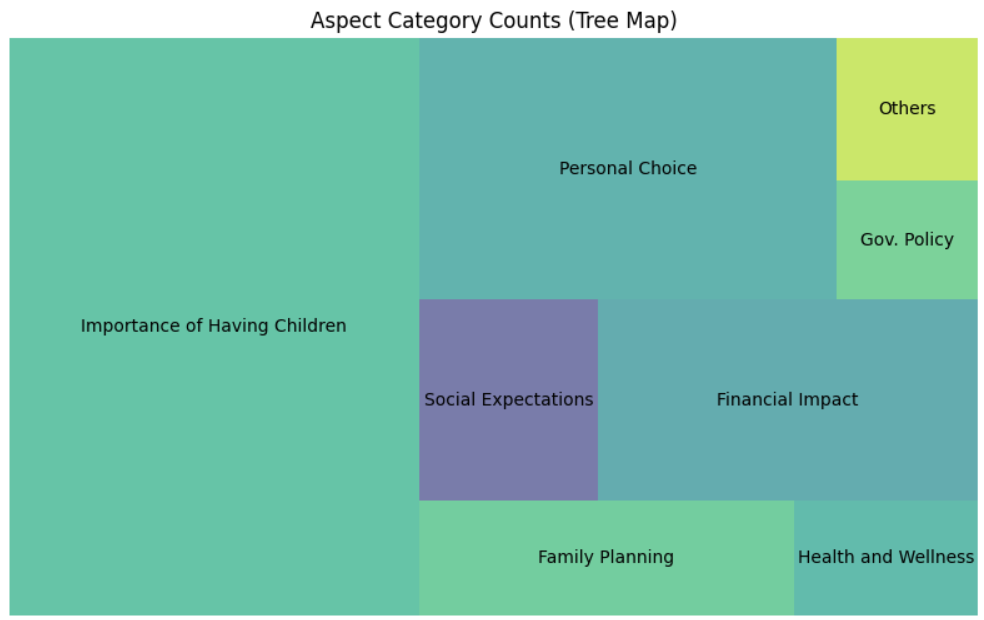 Aspect Category Counts (Tree Map)
Others
Personal Choice
Gov. Policy
Importance of Having Children
Social Expectations
Financial Impact
Family Planning
Health and Wellness